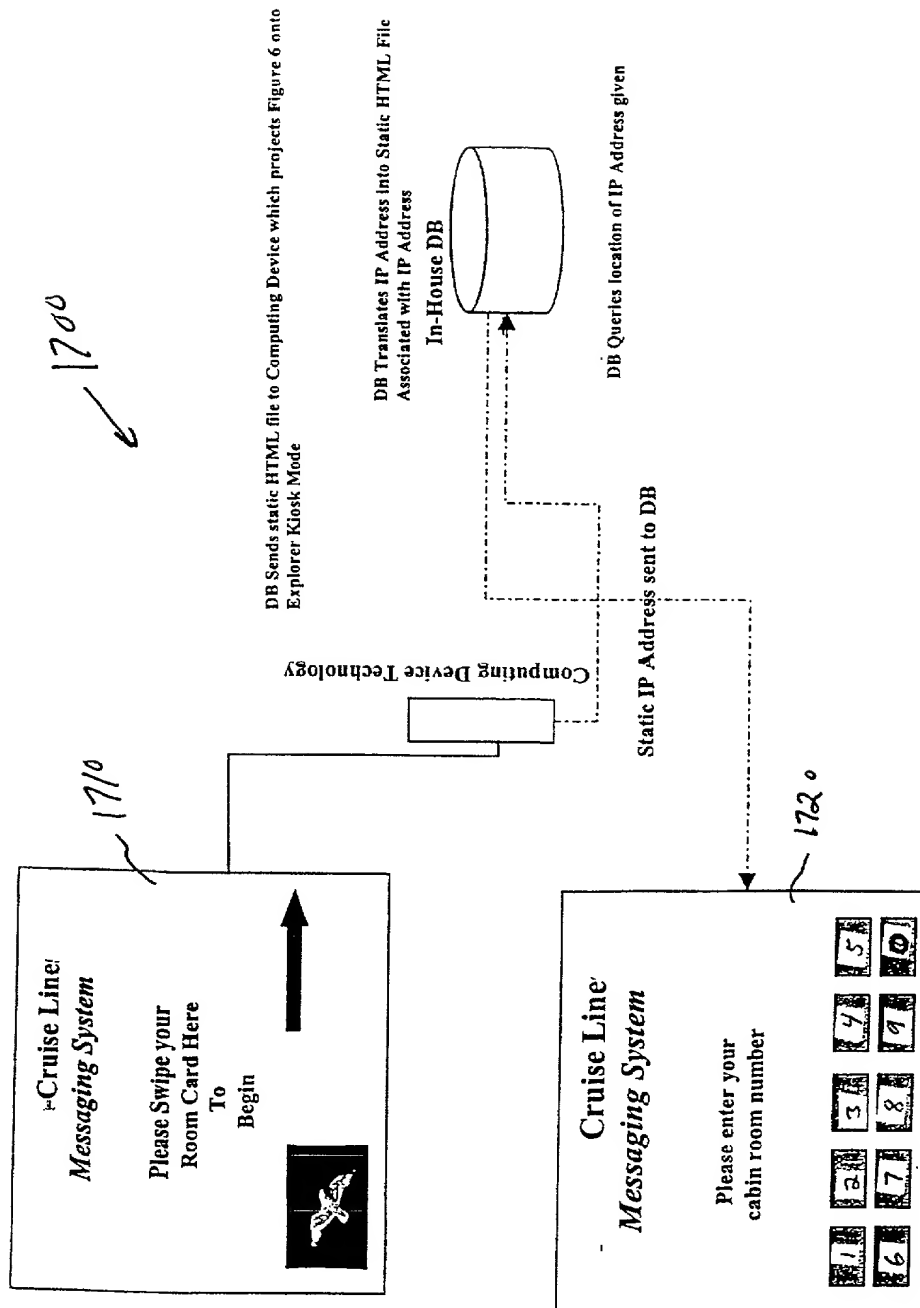 1700
DB Sends static HTML file to Computing Device which projects Figure 6 onto
Explorer Kiosk Mode
DB Translates IP Address into Static HTML File
Associated with IP Address
In-House DB
DB Queries location of IP Address given
Computing Device Technology
Static IP Address sent to DB
1710
Cruise Line
Messaging System
Please Swipe your
Room Card Here
To
Begin
1720
Cruise Line
Messaging System
Please enter your
cabin room number
1 2 3 4 5
6 7 8 9 0